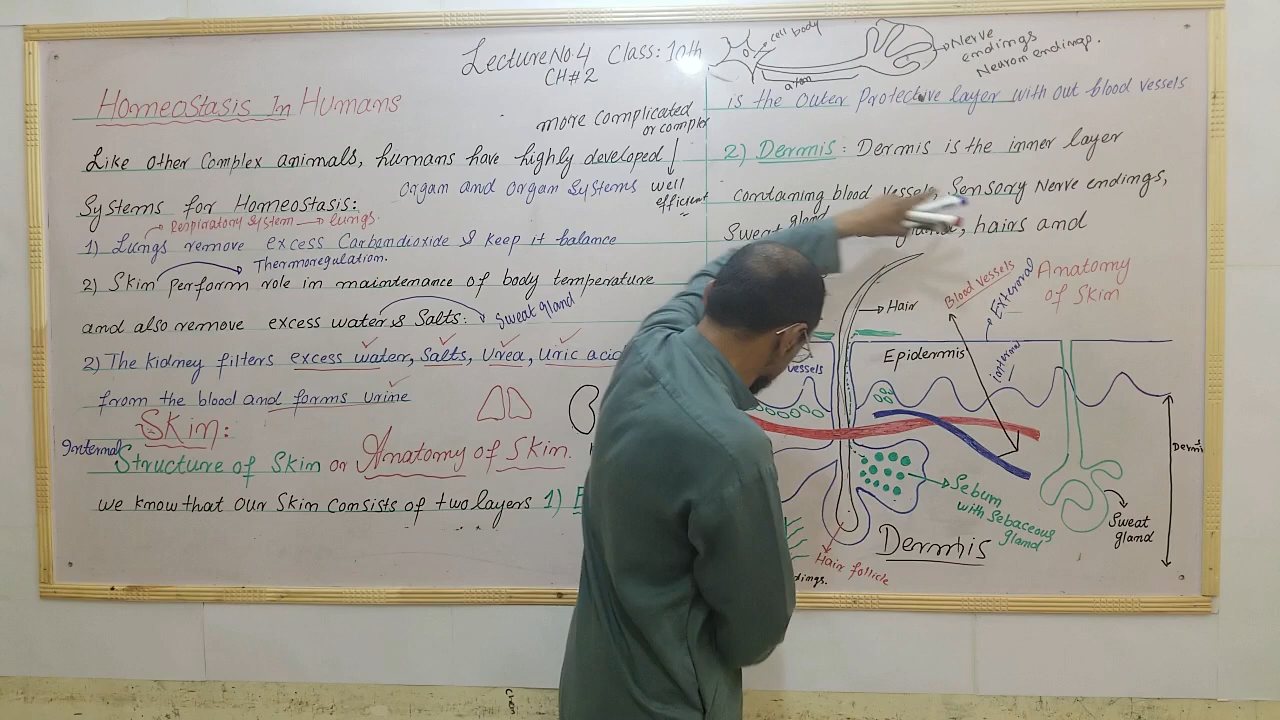 Lecture No 4 Class: 10th
CH # 2
Homeostasis In Humans
more complicated
or complex
Like other complex animals, humans have highly developed
organ and organ systems
well
efficient
Systems for Homeostasis:
Respiratory System → lungs.
1) Lungs remove excess Carbondioxide & keep it balance
Thermoregulation.
2) Skin perform role in maintenance of body temperature
and also remove excess water & Salts:
Sweat gland
2) The kidney filters excess water, Salts, Urea, Uric acid
from the blood and forms urine
Skin:
Internal
Structure of Skin or Anatomy of Skin.
we know that our Skin consists of two layers 1)
cell body
axon
Nerve
endings
Neuron endings.
is the outer Protective layer with out blood vessels
2) Dermis: Dermis is the inner layer
containing blood vessels, Sensory Nerve endings,
Sweat gland
hairs and
Anatomy
of Skin
Blood vessels
External
Hair
Epidermis
internal
vessels
Dermis
Sebum
with Sebaceous
gland
Sweat
gland
Dermis
Hair follicle
dings.